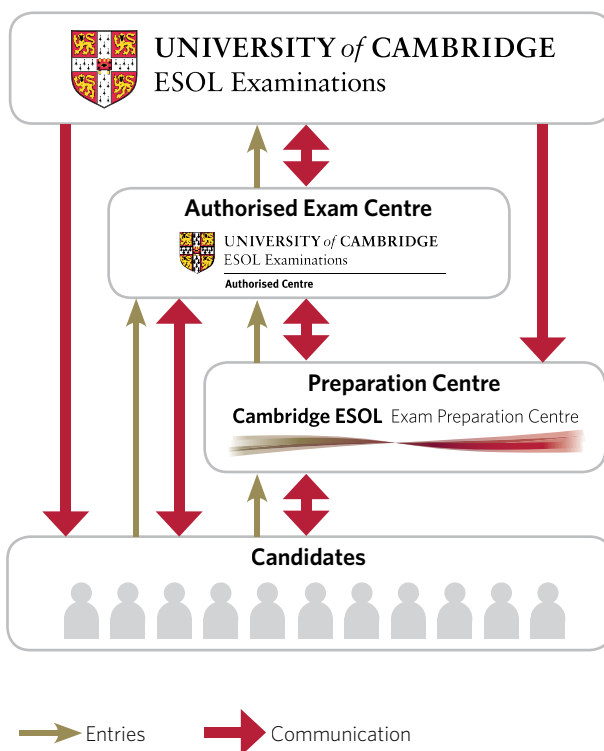 UNIVERSITY of CAMBRIDGE
ESOL Examinations
Authorised Exam Centre
UNIVERSITY of CAMBRIDGE
ESOL Examinations
Authorised Centre
Preparation Centre
Cambridge ESOL Exam Preparation Centre
Candidates
Entries
Communication